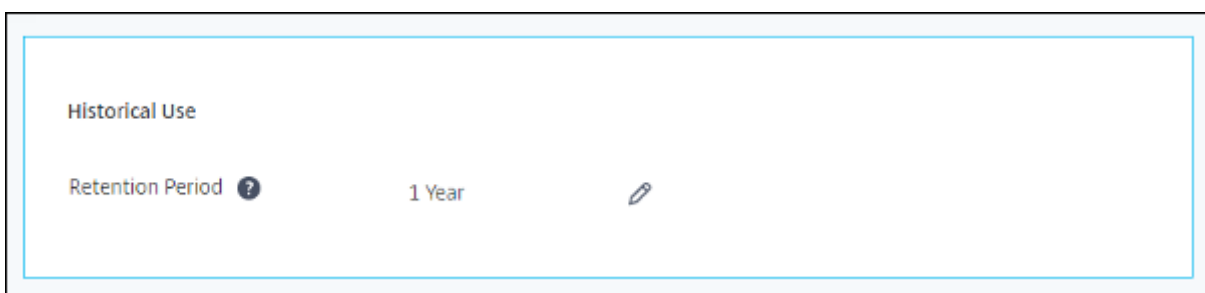 Historical Use
Retention Period ? 1 Year